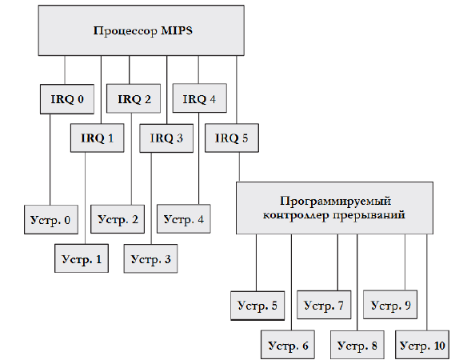 Процессор MIPS
IRQ 0
IRQ 2
IRQ 4
IRQ 1
IRQ 3
IRQ 5
Программируемый
контроллер прерываний
Устр. 0
Устр. 2
Устр. 4
Устр. 1
Устр. 3
Устр. 5
Устр. 7
Устр. 9
Устр. 6
Устр. 8
Устр. 10